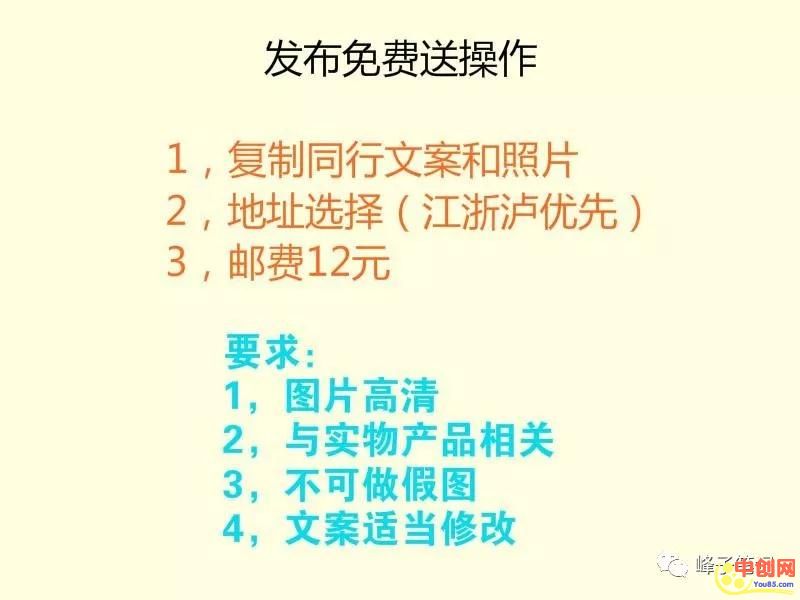 发布免费送操作
1，复制同行文案和照片
2，地址选择（江浙泸优先）
3，邮费12元
要求：
1，图片高清
2，与实物产品相关
3，不可做假图
4，文案适当修改
峰子笔记
中创网
You85.com